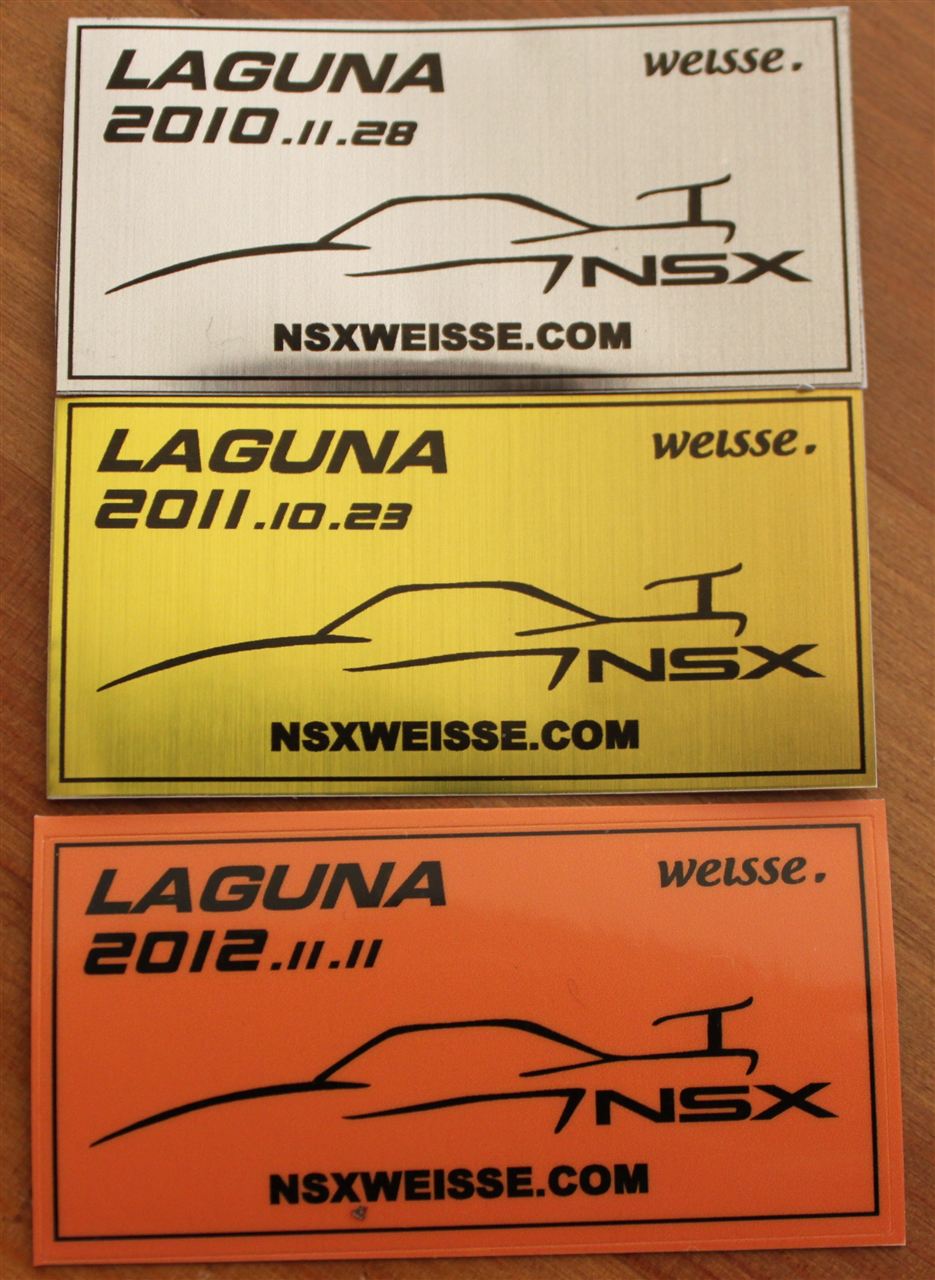 LAGUNA weisse.
2010.11.28
NSX
NSXWEISSE.COM
LAGUNA weisse.
2011.10.23
NSX
NSXWEISSE.COM
LAGUNA weisse.
2012.11.11
NSX
NSXWEISSE.COM